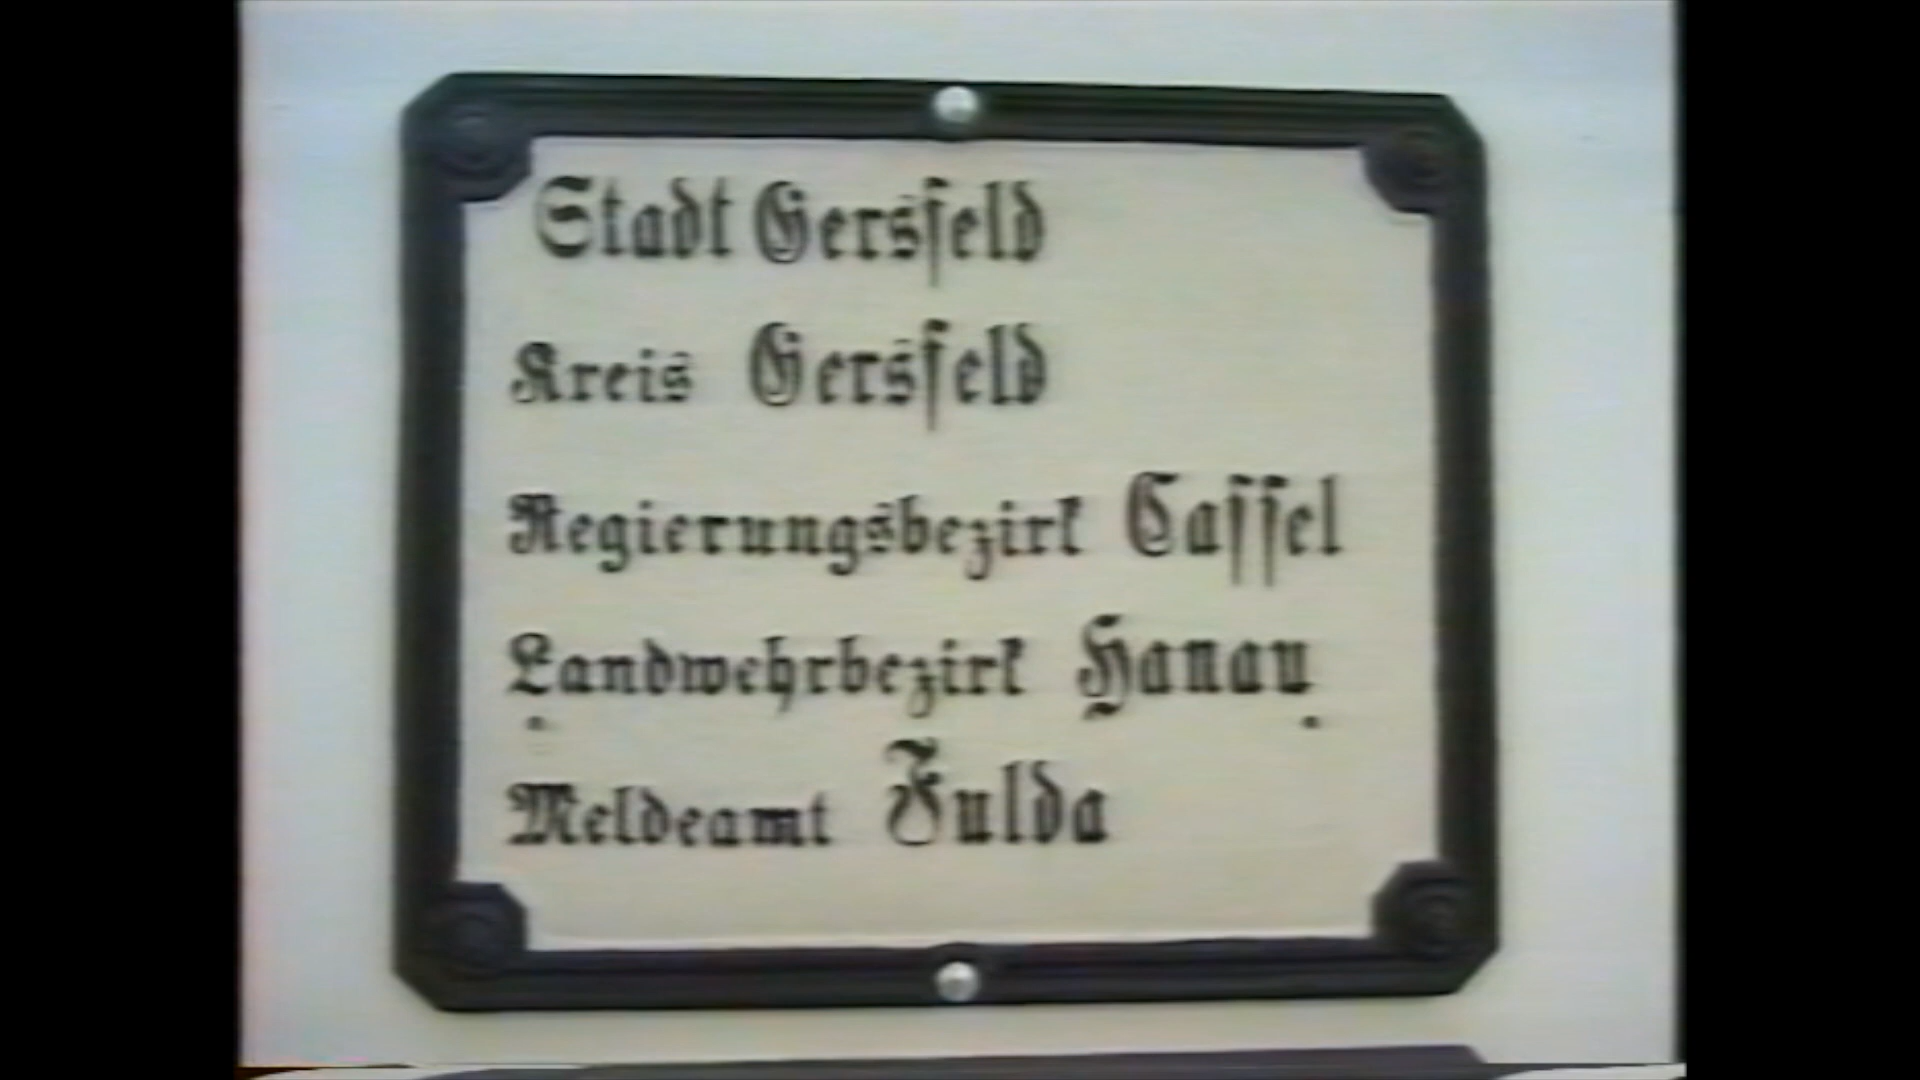 Stadt Gersfeld
Kreis Gersfeld
Regierungsbezirk Caſſel
Landwehrbezirk Hanau
Meldeamt Fulda